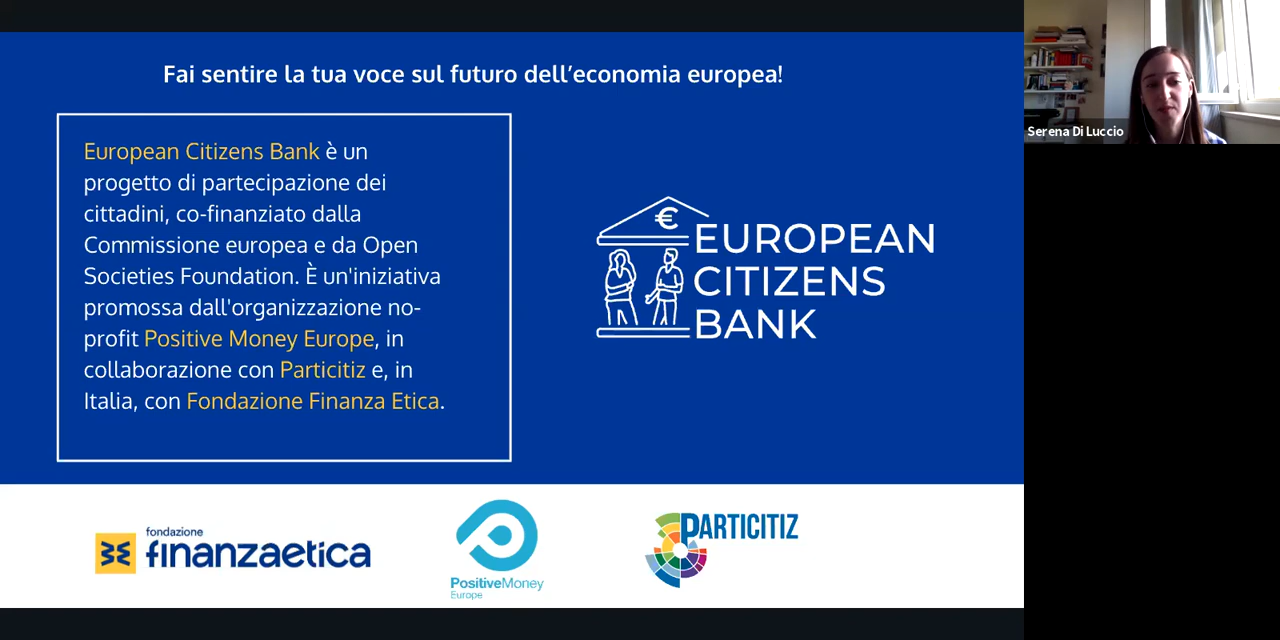 Fai sentire la tua voce sul futuro dell’economia europea!
European Citizens Bank è un
progetto di partecipazione dei
cittadini, co-finanziato dalla
Commissione europea e da Open
Societies Foundation. È un'iniziativa
promossa dall'organizzazione no-
profit Positive Money Europe, in
collaborazione con Particitiz e, in
Italia, con Fondazione Finanza Etica.
€
EUROPEAN
CITIZENS
BANK
fondazione
finanzaetica
PositiveMoney
Europe
PARTICITIZ
Serena Di Luccio